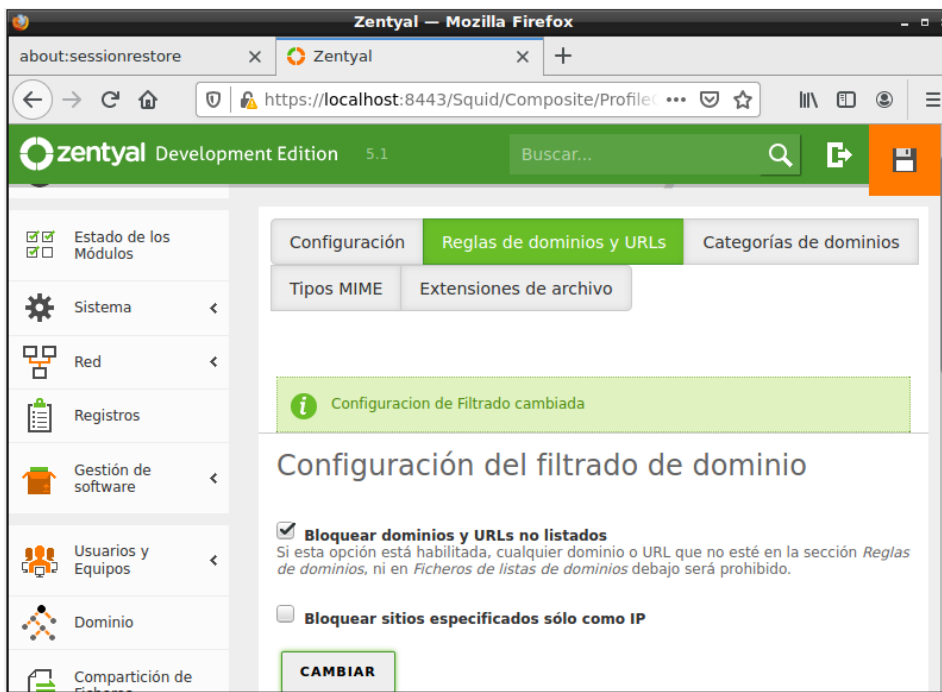 Zentyal — Mozilla Firefox
about:sessionrestore
Zentyal
https://localhost:8443/Squid/Composite/Profile
zentyal Development Edition 5.1
Buscar...
Estado de los
Módulos
Sistema
Red
Registros
Gestión de
software
Usuarios y
Equipos
Dominio
Compartición de
Configuración
Reglas de dominios y URLs
Categorías de dominios
Tipos MIME
Extensiones de archivo
Configuracion de Filtrado cambiada
Configuración del filtrado de dominio
Bloquear dominios y URLs no listados
Si esta opción está habilitada, cualquier dominio o URL que no esté en la sección Reglas
de dominios, ni en Ficheros de listas de dominios debajo será prohibido.
Bloquear sitios especificados sólo como IP
CAMBIAR